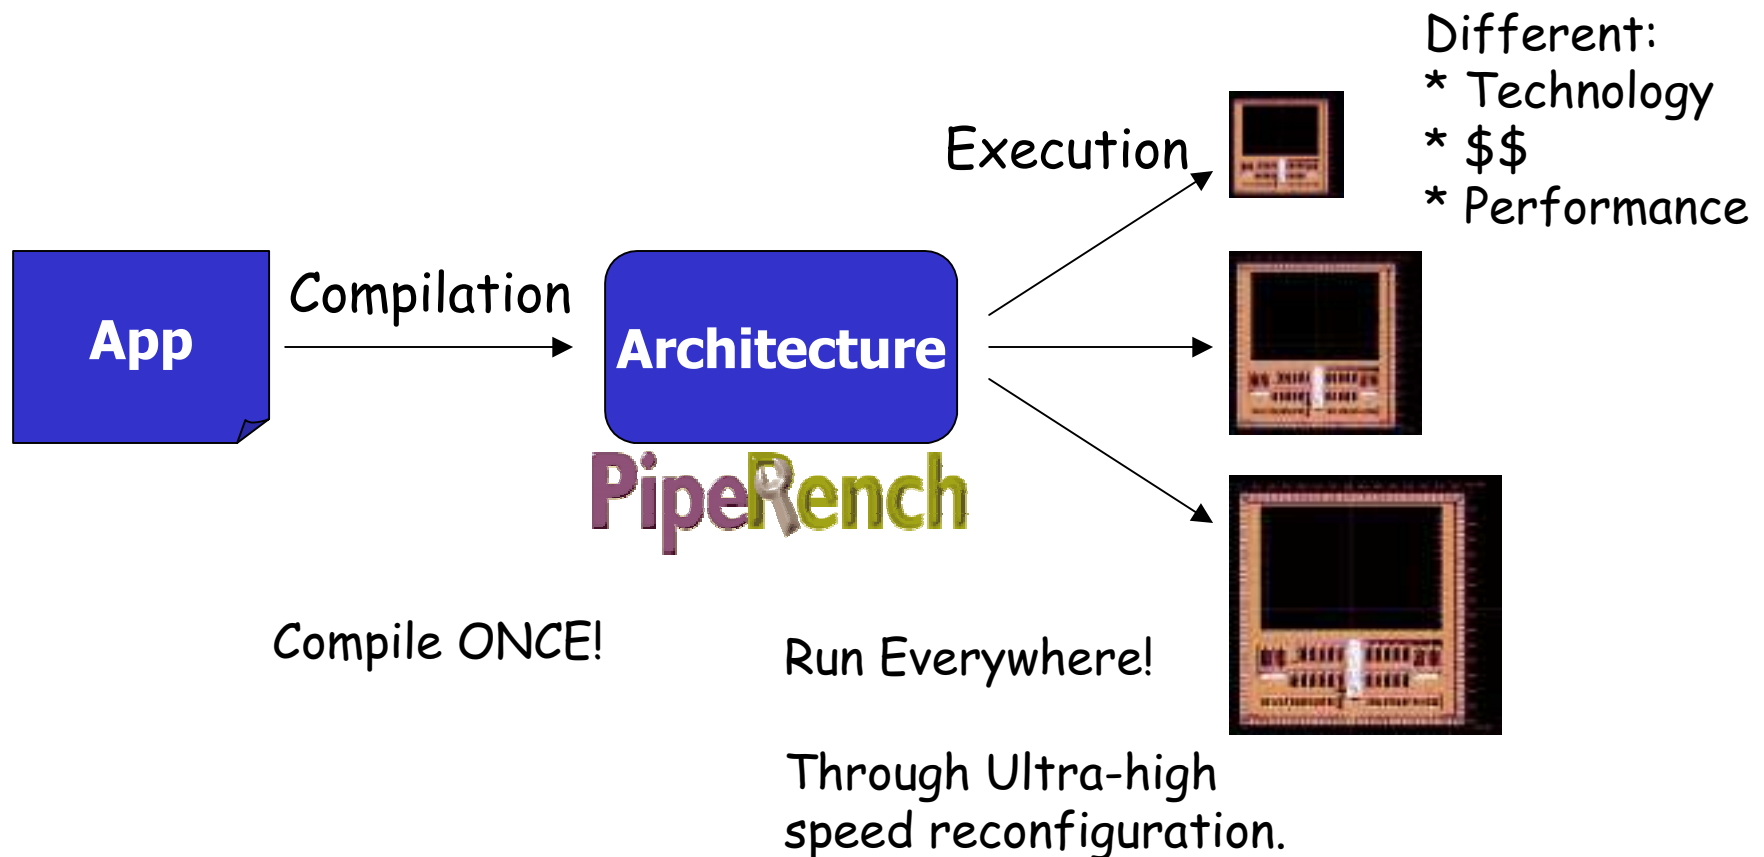 Different:
* Technology
* $$
* Performance
Execution
Compilation
App
Architecture
PipeRench
Compile ONCE!
Run Everywhere!
Through Ultra-high
speed reconfiguration.